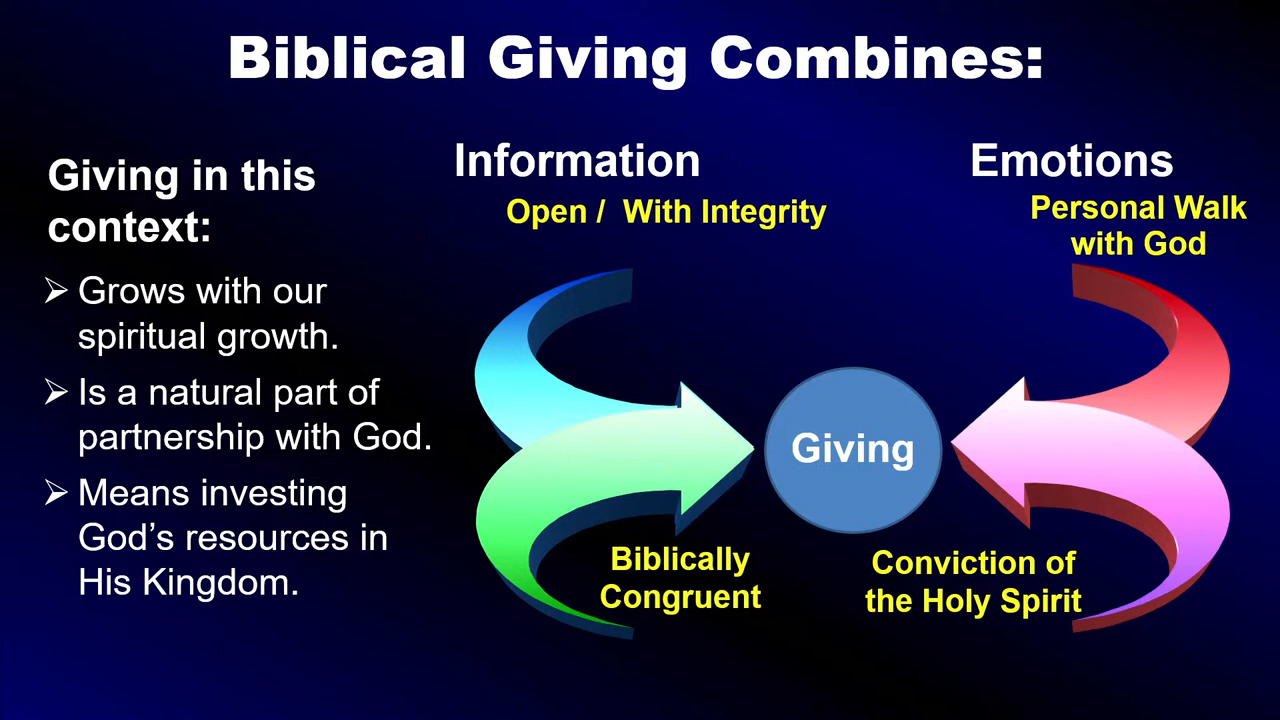 Biblical Giving Combines:
Giving in this
context:
➢ Grows with our
spiritual growth.
➢ Is a natural part of
partnership with God.
➢ Means investing
God’s resources in
His Kingdom.
Information
Open /  With Integrity
Emotions
Personal Walk
with God
Giving
Biblically
Congruent
Conviction of
the Holy Spirit